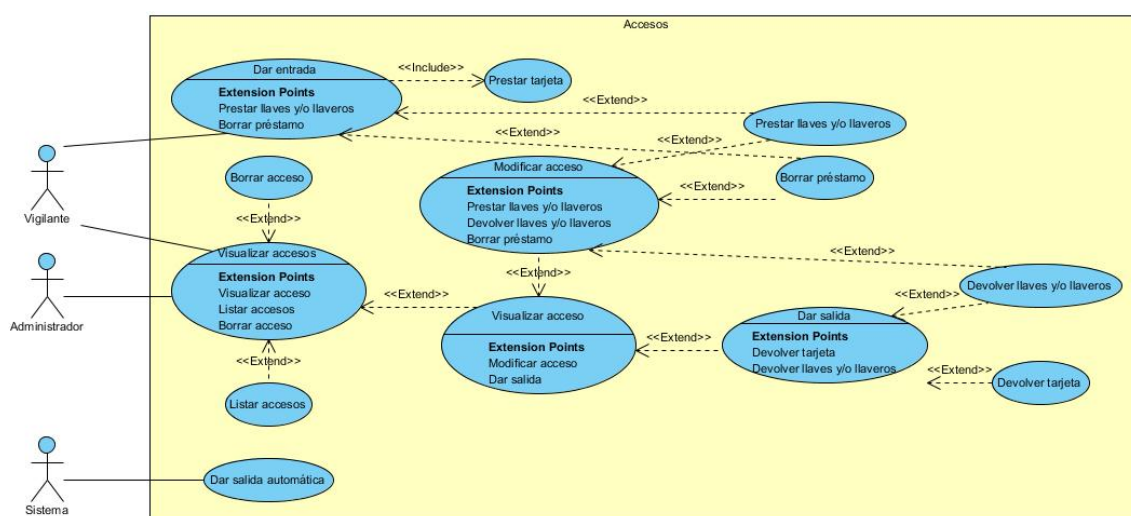 Accesos
Dar entrada
Extension Points
Prestar llaves y/o llaveros
Borrar préstamo
<<Include>>
Prestar tarjeta
<<Extend>>
Prestar llaves y/o llaveros
<<Extend>>
<<Extend>>
Borrar préstamo
<<Extend>>
Vigilante
Borrar acceso
<<Extend>>
Modificar acceso
Extension Points
Prestar llaves y/o llaveros
Devolver llaves y/o llaveros
Borrar préstamo
<<Extend>>
Devolver llaves y/o llaveros
Administrador
Visualizar accesos
Extension Points
Visualizar acceso
Listar accesos
Borrar acceso
<<Extend>>
<<Extend>>
Visualizar acceso
Extension Points
Modificar acceso
Dar salida
<<Extend>>
Dar salida
Extension Points
Devolver tarjeta
Devolver llaves y/o llaveros
<<Extend>>
<<Extend>>
Devolver tarjeta
<<Extend>>
Listar accesos
Sistema
Dar salida automática